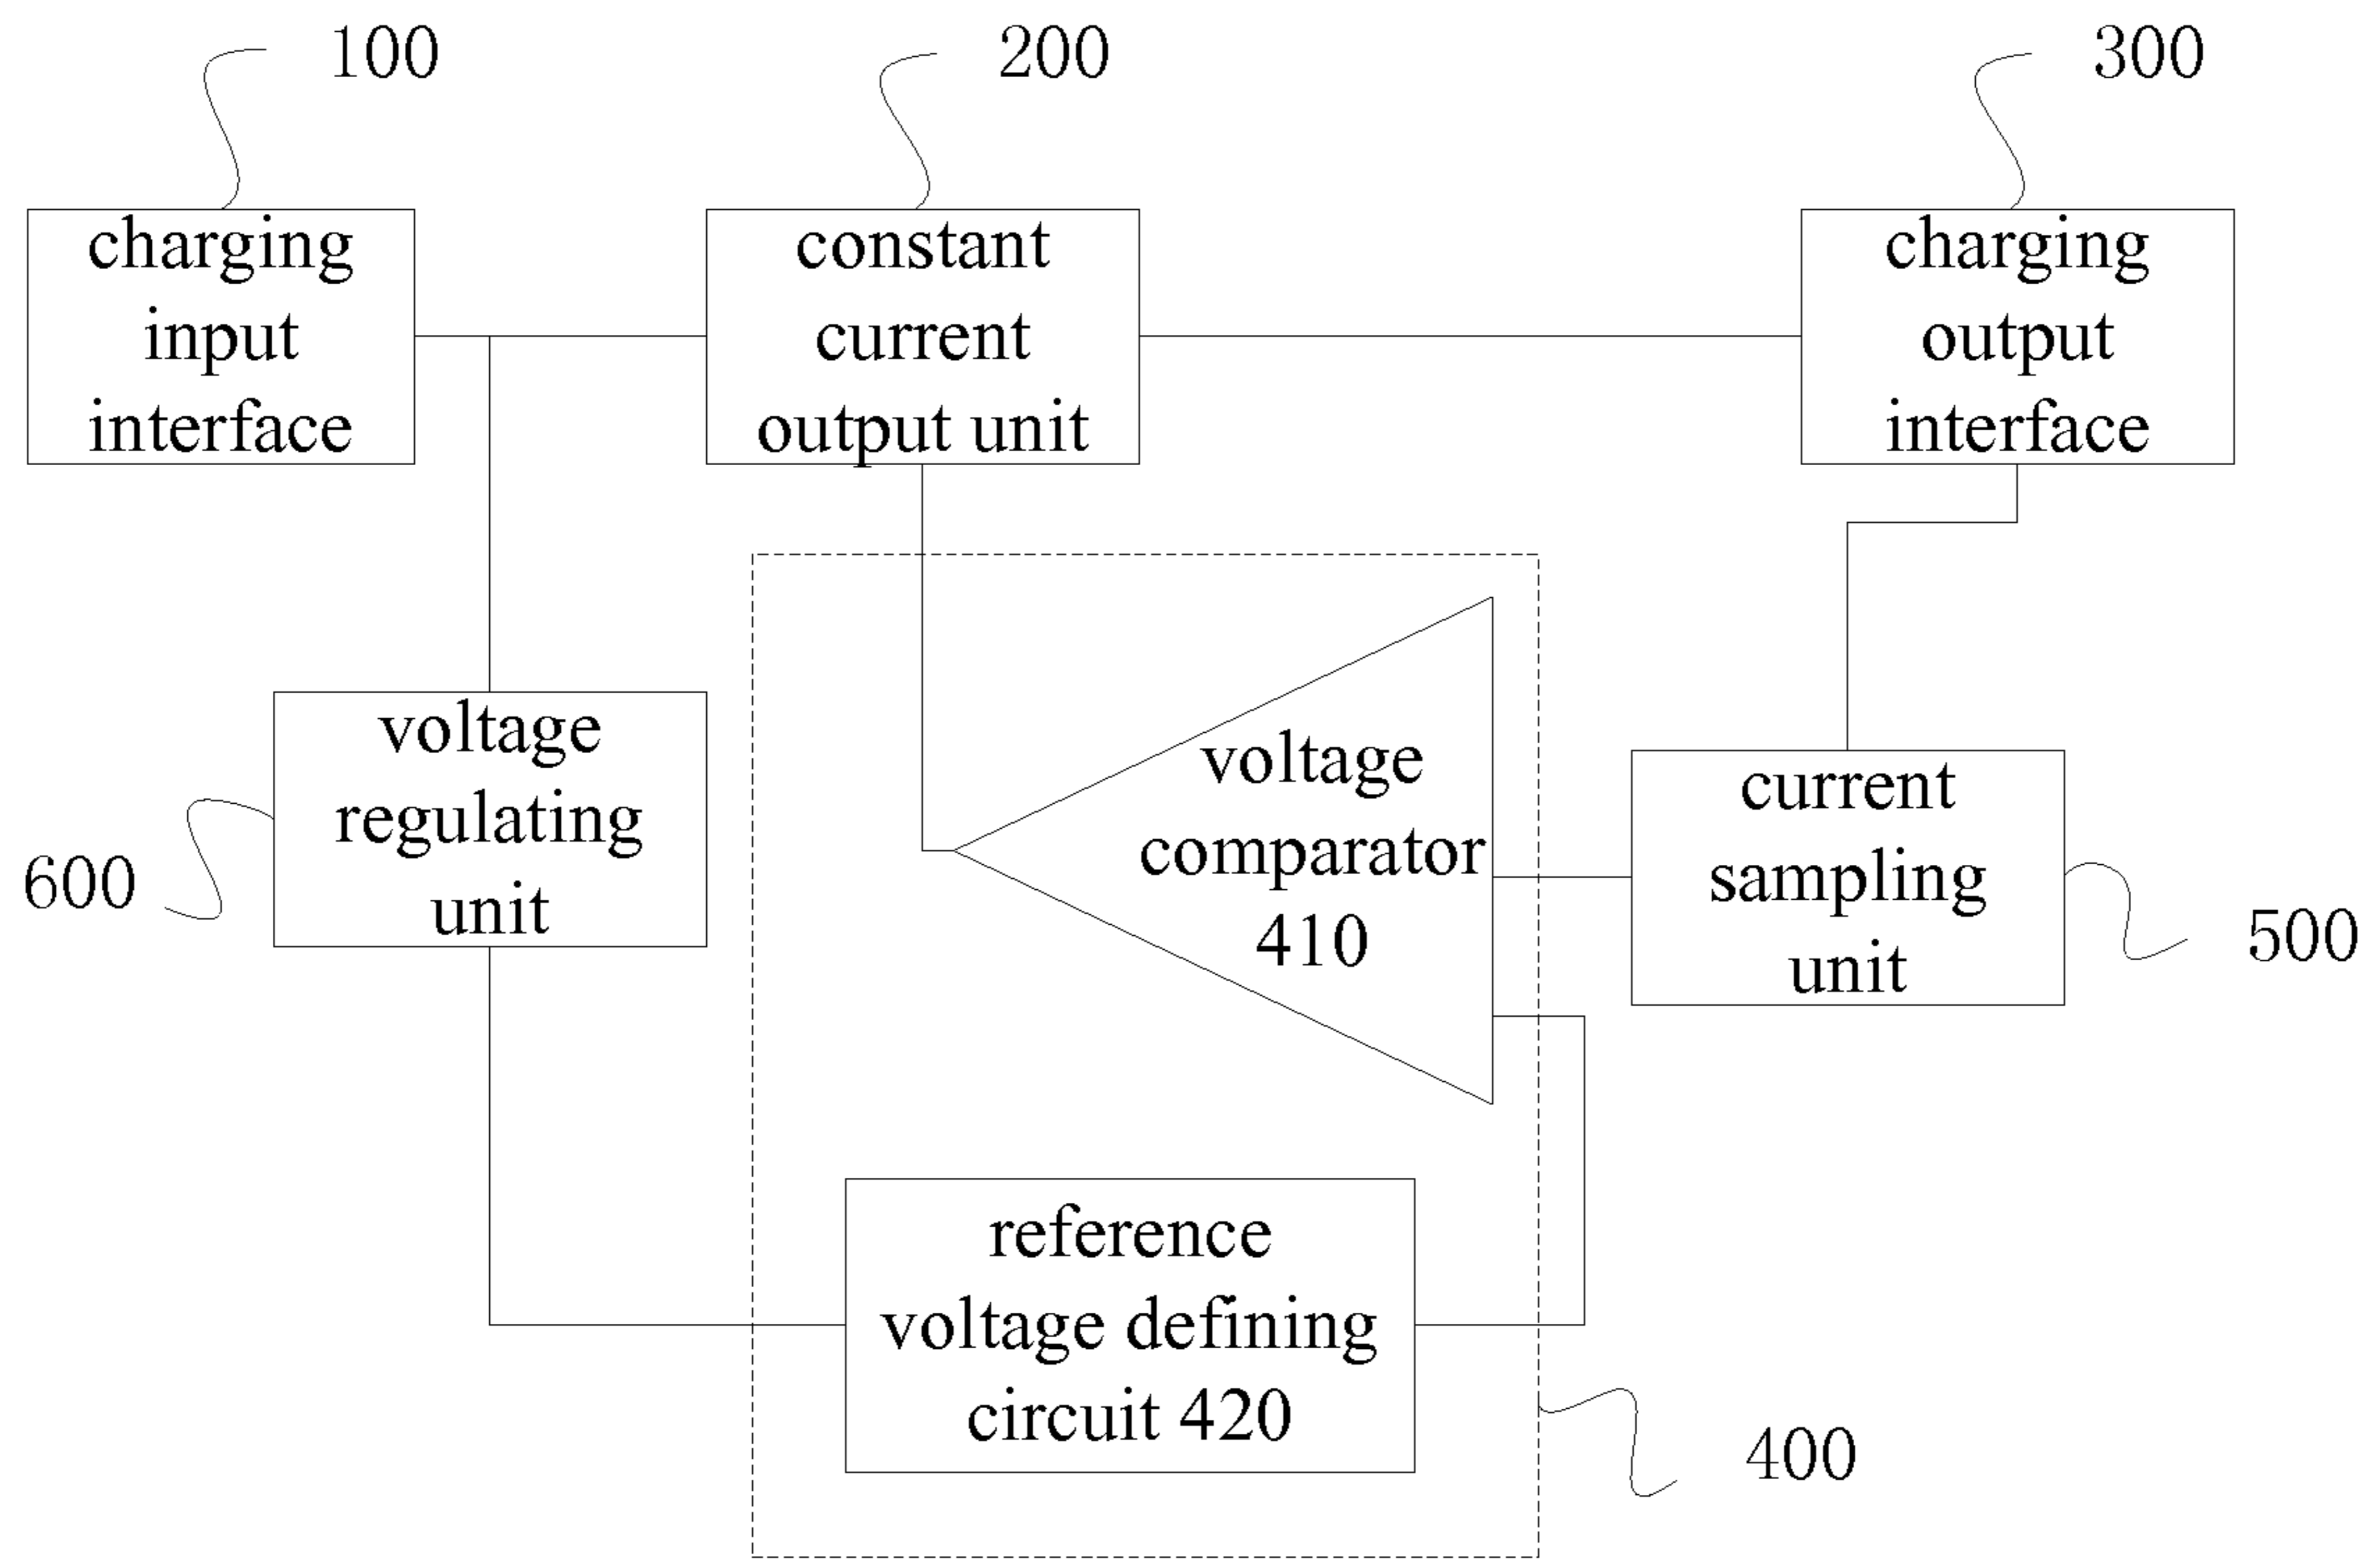 100
200
300
charging
input
interface
constant
current
output unit
charging
output
interface
voltage
regulating
unit
600
voltage
comparator
410
current
sampling
unit
500
reference
voltage defining
circuit 420
400